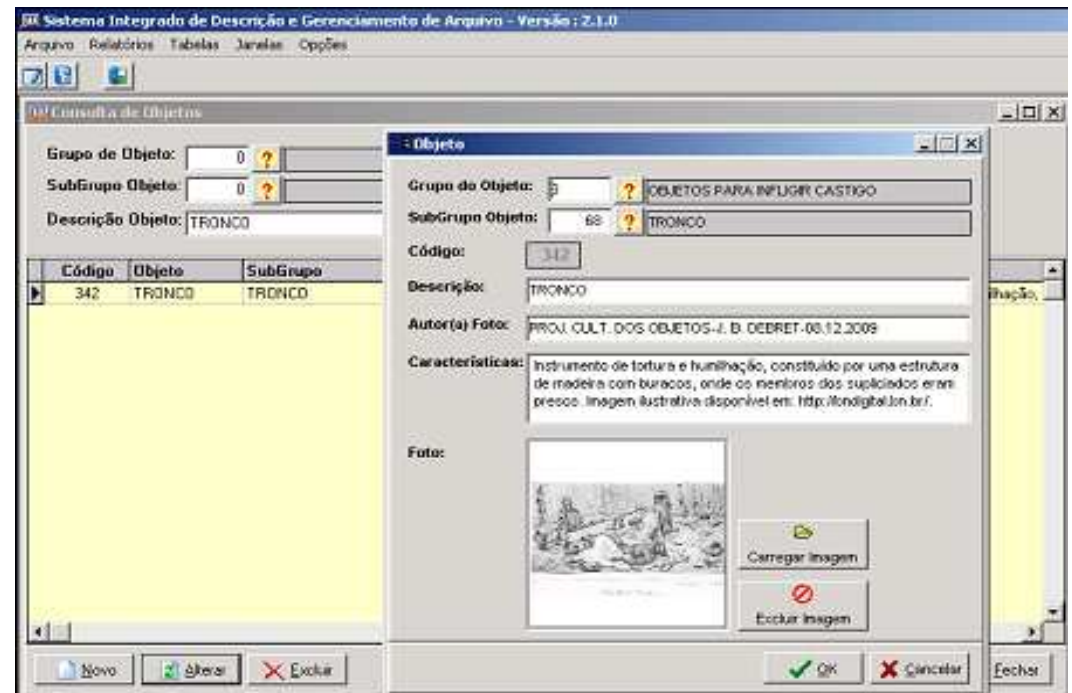 Sistema Integrado de Descrição e Gerenciamento de Arquivo - Versão : 2.1.0
Arquivo Relatórios Tabelas Janelas Opções
Consulta de Objetos
Grupo de Objeto: 0 ?
SubGrupo Objeto: 0 ?
Descrição Objeto: TRONCO
Código Objeto SubGrupo
342 TRONCO TRONCO
Objeto
Grupo do Objeto: ? OBJETOS PARA INFLIGIR CASTIGO
SubGrupo Objeto: 68 ? TRONCO
Código: 342
Descrição: TRONCO
Autor(a) Foto: PROJ. CULT. DOS OBJETOS-J. B. DEBRET-08.12.2009
Características: Instrumento de tortura e humilhação, constituído por uma estrutura
de madeira com buracos, onde os membros dos supliciados eram
presos. Imagem ilustrativa disponível em:
Foto:
Carregar Imagem
Excluir Imagem
OK Cancelar
Novo Alterar Excluir Fechar